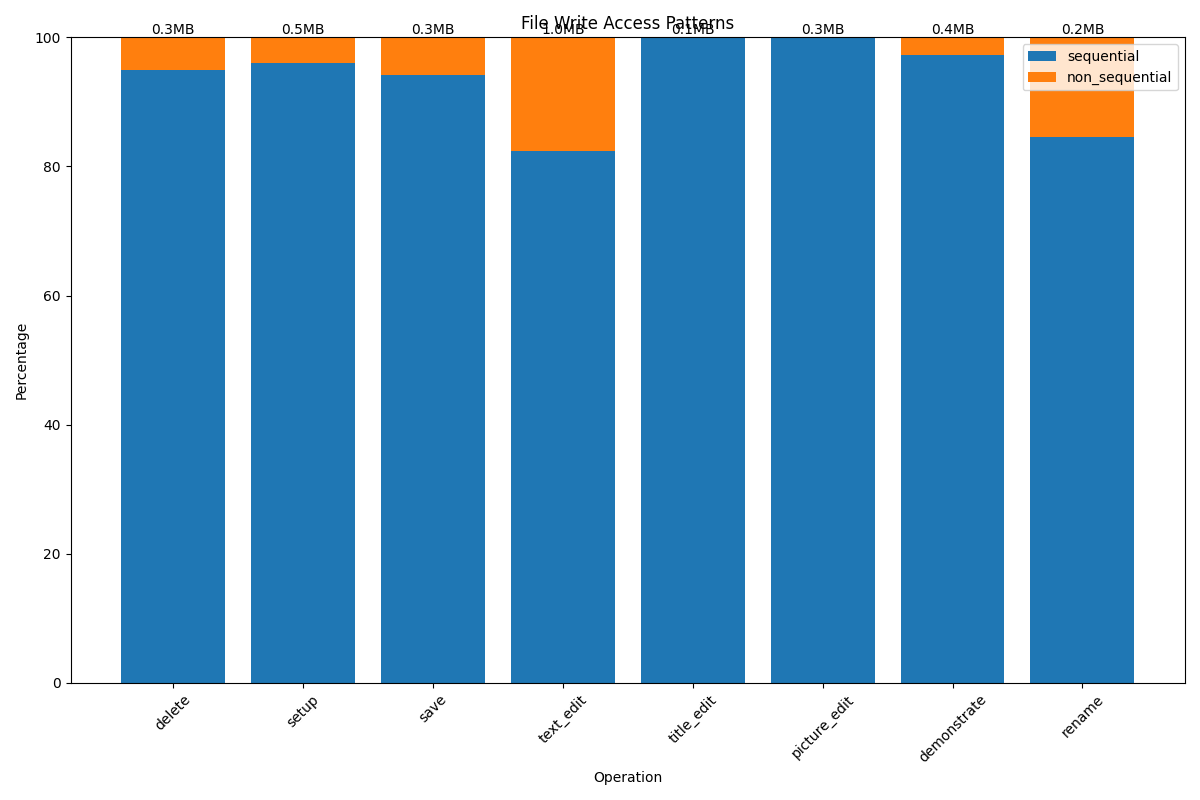 File Write Access Patterns
0.3MB 0.5MB 0.3MB 1.0MB 0.1MB 0.3MB 0.4MB 0.2MB
sequential
non_sequential
100
80
60
40
20
0
Percentage
delete setup save text_edit title_edit picture_edit demonstrate rename
Operation